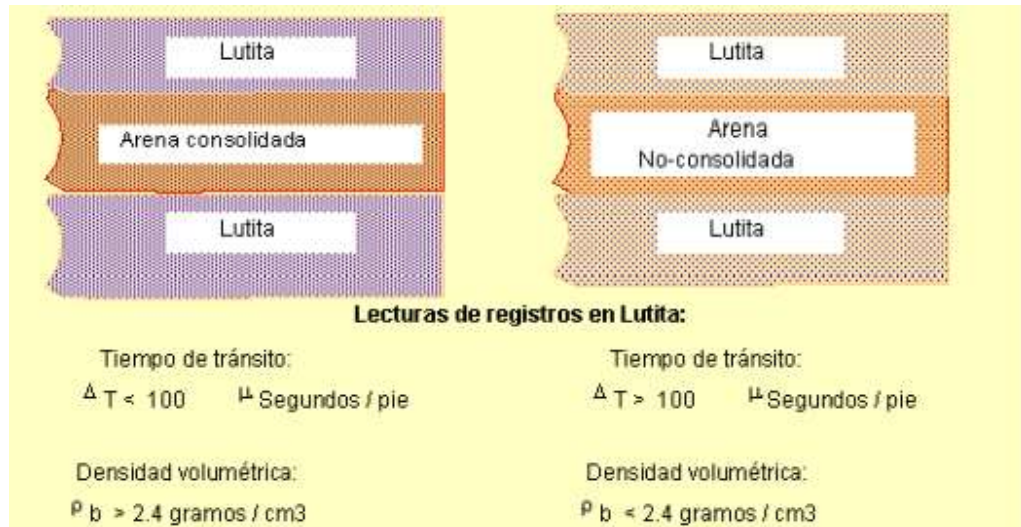 Lutita
Arena consolidada
Lutita
Lutita
Arena
No-consolidada
Lutita
Lecturas de registros en Lutita:
Tiempo de tránsito:
Δ T < 100 μ Segundos / pie
Densidad volumétrica:
ρ b > 2.4 gramos / cm3
Tiempo de tránsito:
Δ T > 100 μ Segundos / pie
Densidad volumétrica:
ρ b < 2.4 gramos / cm3